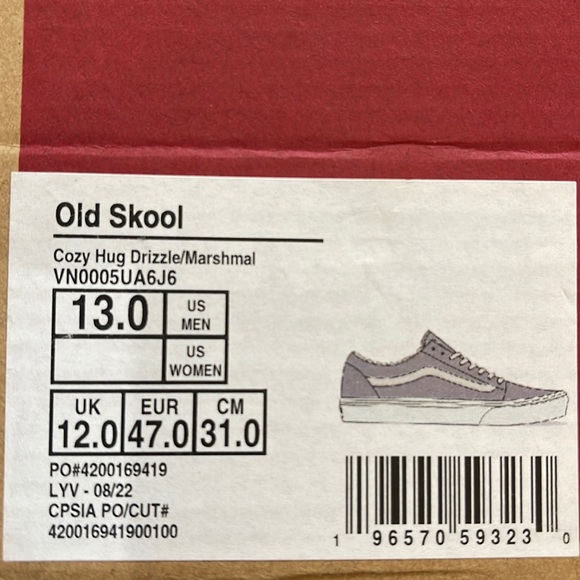 Old Skool
Cozy Hug Drizzle/Marshmal
VN0005UA6J6
13.0 US MEN
US WOMEN
UK EUR CM
12.0 47.0 31.0
PO#4200169419
LYV - 08/22
CPSIA PO/CUT#
420016941900100
1 96570 59323 0